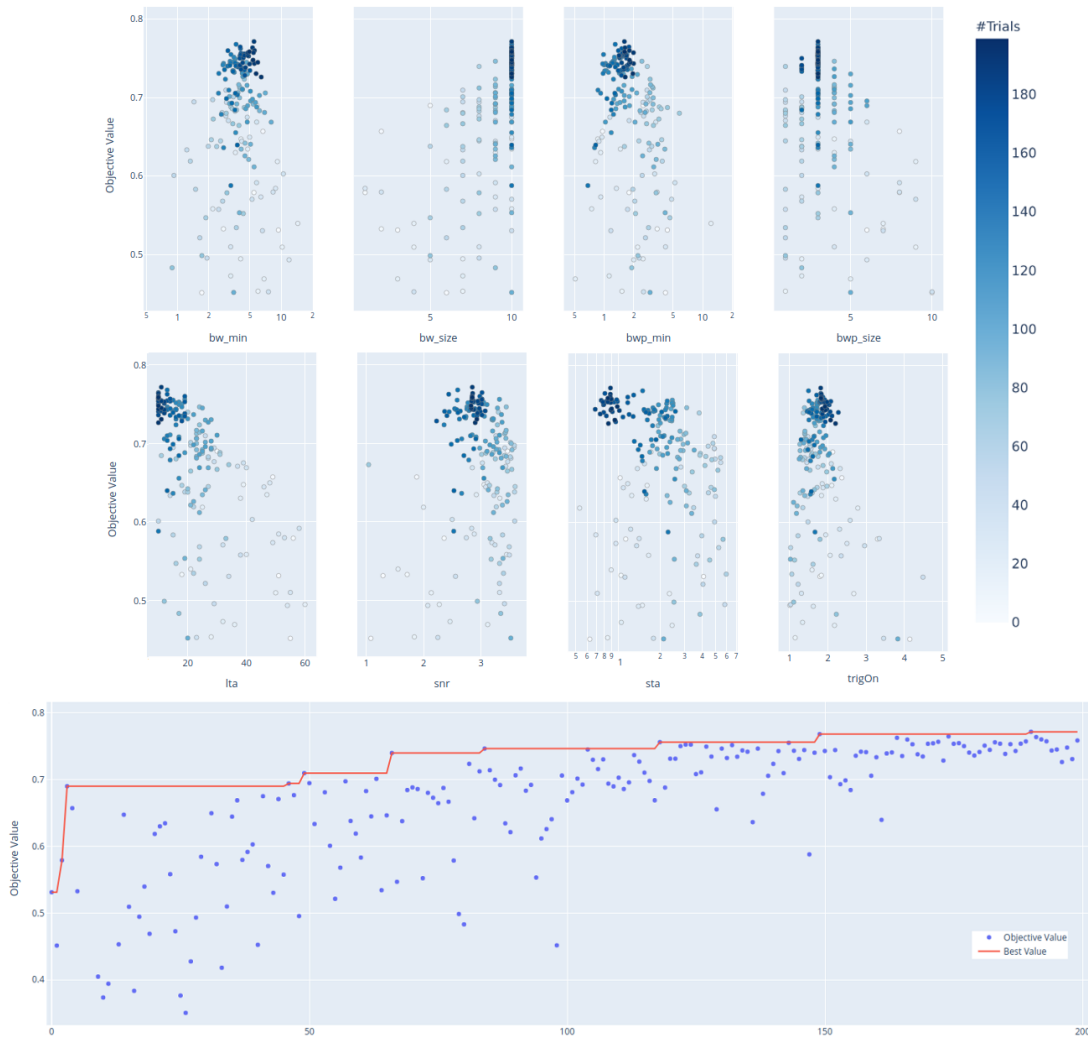 #Trials
0.8
0.7
0.6
0.5
Objective Value
5 1 2 5 10 2
5 10
5 1 2 5 10
5 10
bw_min bw_size bwp_min bwp_size
180
160
140
120
100
80
60
40
20
0
0.8
0.7
0.6
0.5
Objective Value
20 40 60
1 2 3
5 6 7 8 9 1 2 3 4 5 6 7
1 2 3 4 5
lta snr sta trigOn
0.8
0.7
0.6
0.5
0.4
Objective Value
Objective Value
Best Value
0 50 100 150 200